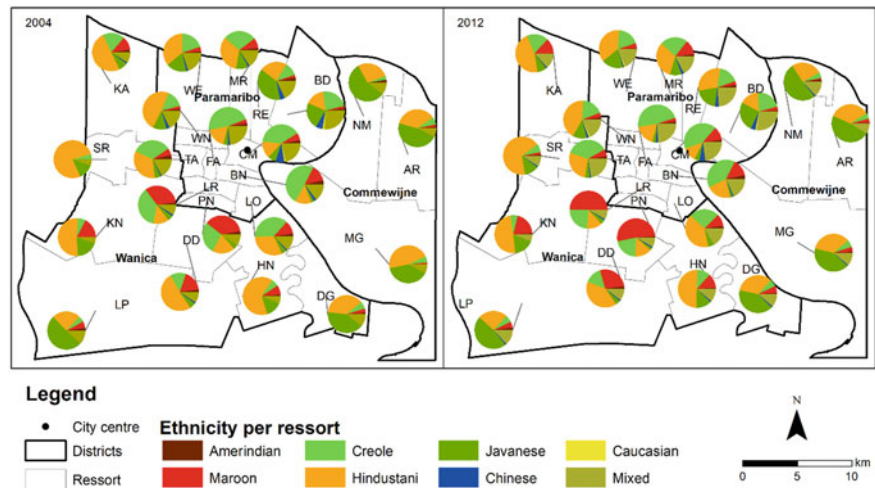 2004
KA
WE
MR
Paramaribo
RE
BD
NM
AR
SR
WN
TA
FA
CM
BN
LR
PN
LO
Commewijne
KN
DD
MG
Wanica
HN
LP
DG
2012
KA
WE
MR
Paramaribo
RE
BD
NM
AR
SR
WN
TA
FA
CM
BN
LR
PN
LO
Commewijne
KN
DD
MG
Wanica
HN
LP
DG
Legend
City centre
Districts
Ressort
Ethnicity per ressort
Amerindian
Creole
Javanese
Caucasian
Maroon
Hindustani
Chinese
Mixed
N
km
0 5 10